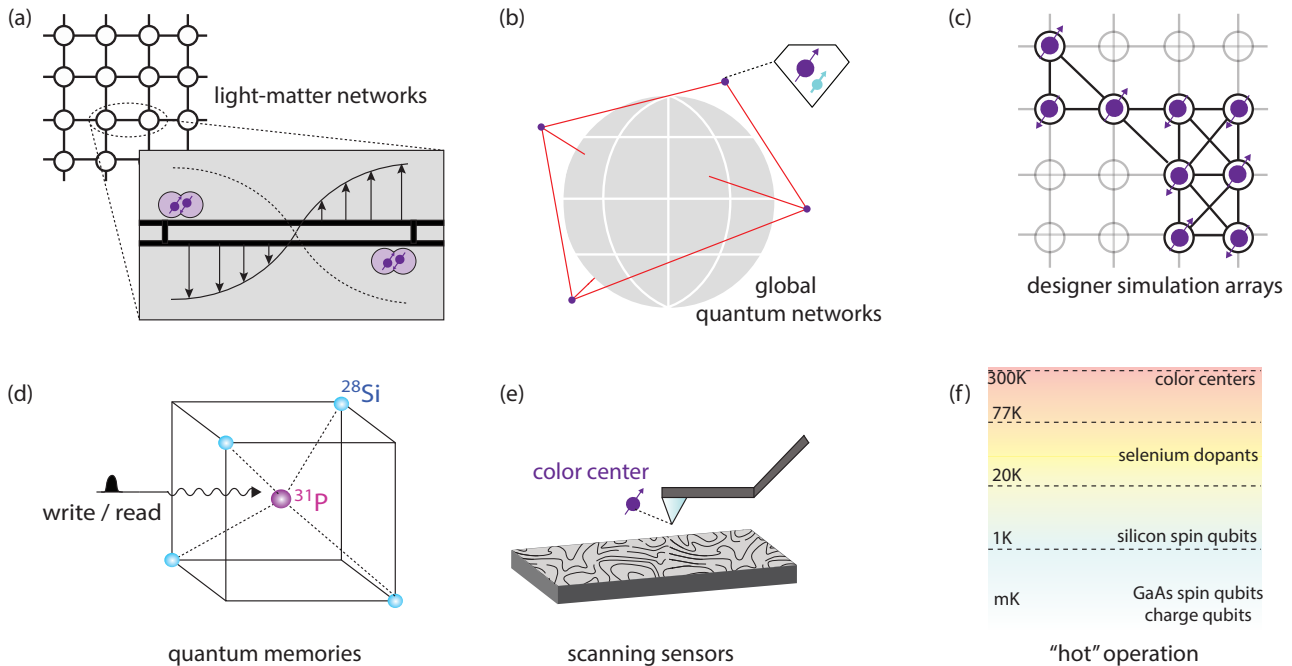 (a)
light-matter networks
(b)
global
quantum networks
(c)
designer simulation arrays
(d)
28Si
31P
write / read
quantum memories
(e)
color center
scanning sensors
(f)
300K
color centers
77K
selenium dopants
20K
1K
silicon spin qubits
mK
GaAs spin qubits
charge qubits
“hot” operation